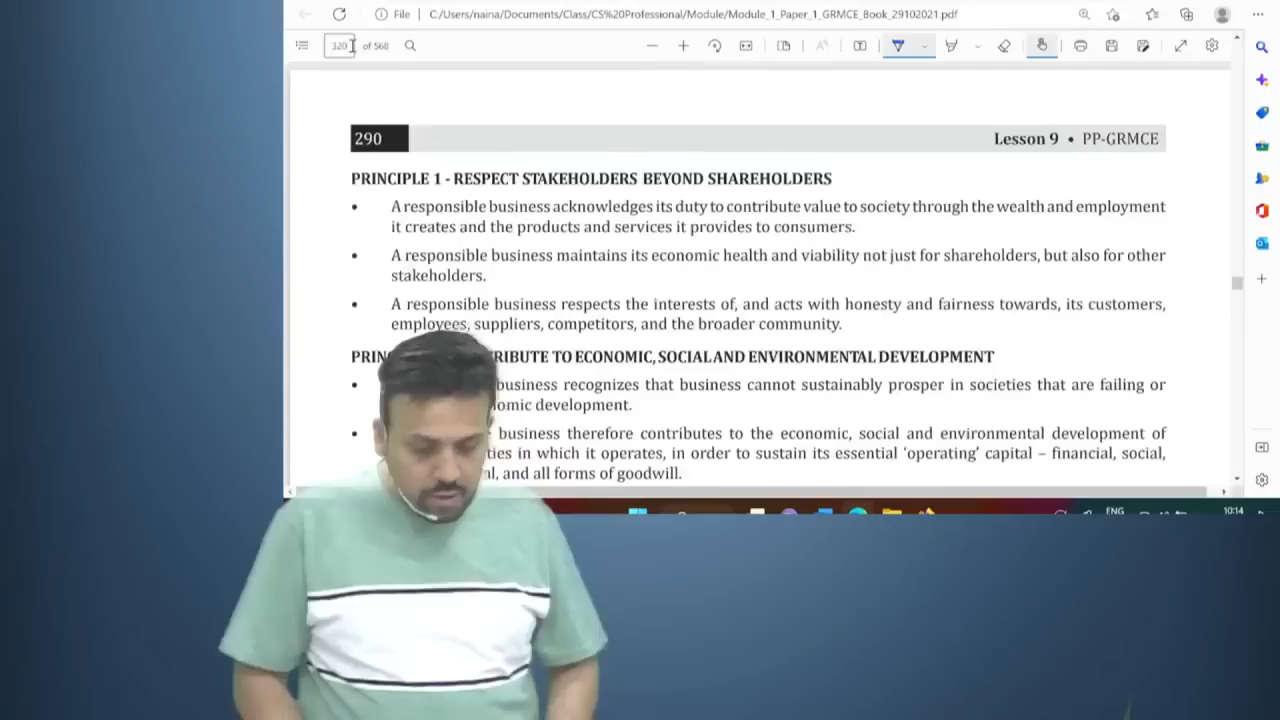 File C:/Users/naina/Documents/Class/CS%20Professional/Module/Module_1_Paper_1_GRMCE_Book_29102021.pdf
320 of 568
290 Lesson 9 • PP-GRMCE
PRINCIPLE 1 - RESPECT STAKEHOLDERS BEYOND SHAREHOLDERS
• A responsible business acknowledges its duty to contribute value to society through the wealth and employment
it creates and the products and services it provides to consumers.
• A responsible business maintains its economic health and viability not just for shareholders, but also for other
stakeholders.
• A responsible business respects the interests of, and acts with honesty and fairness towards, its customers,
employees, suppliers, competitors, and the broader community.
TO ECONOMIC, SOCIAL AND ENVIRONMENTAL DEVELOPMENT
• business recognizes that business cannot sustainably prosper in societies that are failing or
development.
• business therefore contributes to the economic, social and environmental development of
in which it operates, in order to sustain its essential ‘operating’ capital – financial, social,
and all forms of goodwill.
ENG
10:14